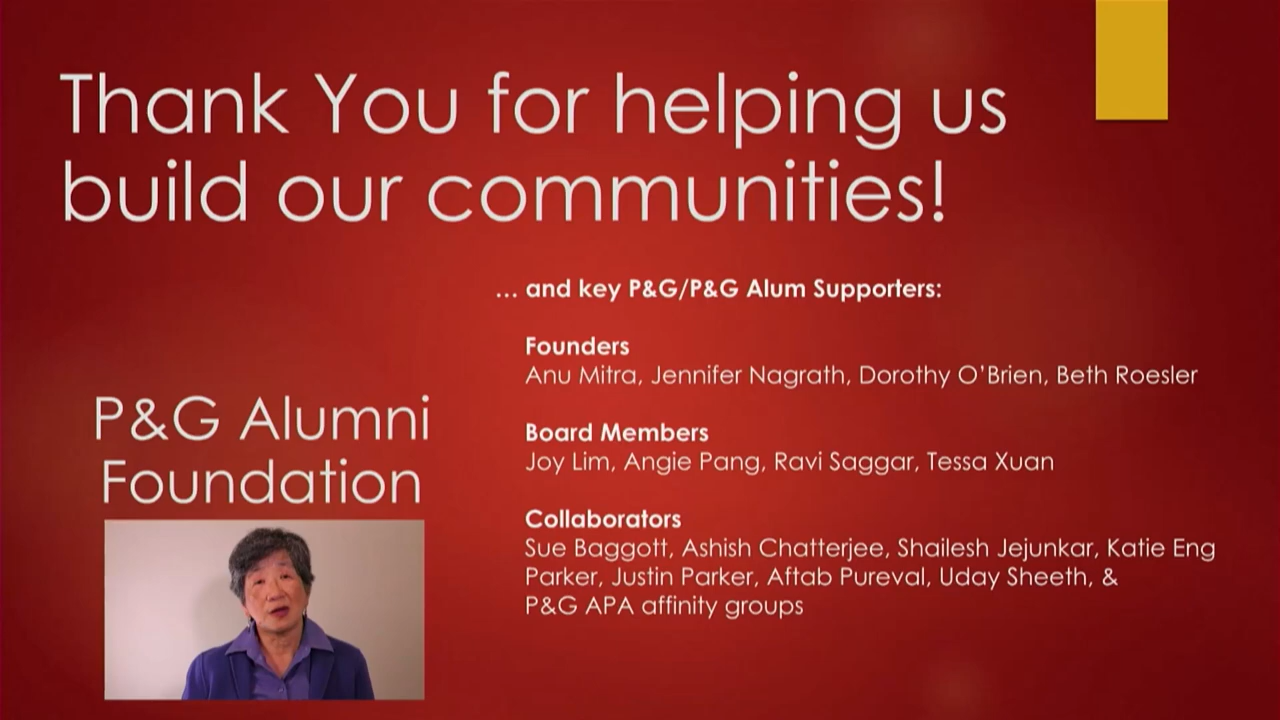 Thank You for helping us
build our communities!
… and key P&G/P&G Alum Supporters:
Founders
Anu Mitra, Jennifer Nagrath, Dorothy O’Brien, Beth Roesler
P&G Alumni
Foundation
Board Members
Joy Lim, Angie Pang, Ravi Saggar, Tessa Xuan
Collaborators
Sue Baggott, Ashish Chatterjee, Shailesh Jejunkar, Katie Eng
Parker, Justin Parker, Aftab Pureval, Uday Sheeth, &
P&G APA affinity groups